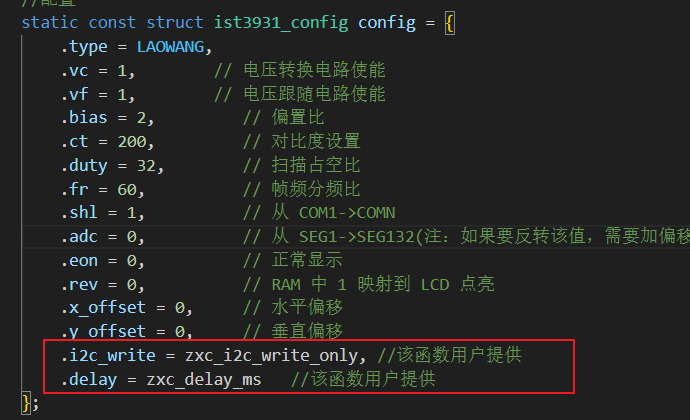 //配置
static const struct ist3931_config config = {
.type = LAOWANG,
.vc = 1, // 电压转换电路使能
.vf = 1, // 电压跟随电路使能
.bias = 2, // 偏置比
.ct = 200, // 对比度设置
.duty = 32, // 扫描占空比
.fr = 60, // 帧频分频比
.shl = 1, // 从 COM1->COMN
.adc = 0, // 从 SEG1->SEG132(注：如果要反转该值，需要加偏移
.eon = 0, // 正常显示
.rev = 0, // RAM 中 1 映射到 LCD 点亮
.x_offset = 0, // 水平偏移
.y_offset = 0, // 垂直偏移
.i2c_write = zxc_i2c_write_only, //该函数用户提供
.delay = zxc_delay_ms //该函数用户提供
};